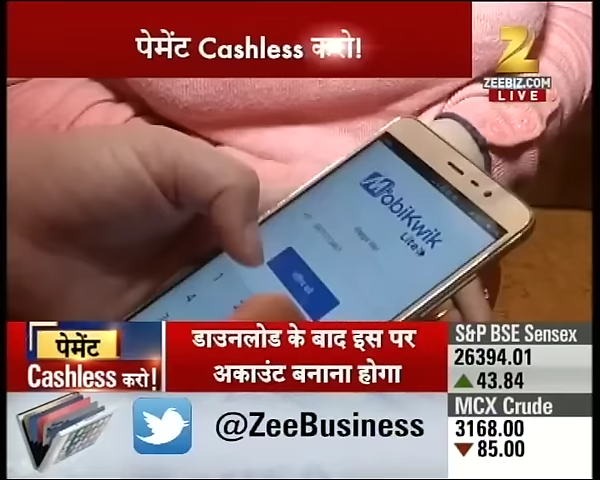 पेमेंट Cashless करो!
ZEEBIZ.COM
LIVE
MobiKwik
Lite
पेमेंट
Cashless करो!
डाउनलोड के बाद इस पर
अकाउंट बनाना होगा
@ZeeBusiness
S&P BSE Sensex
26394.01
43.84
MCX Crude
3168.00
85.00